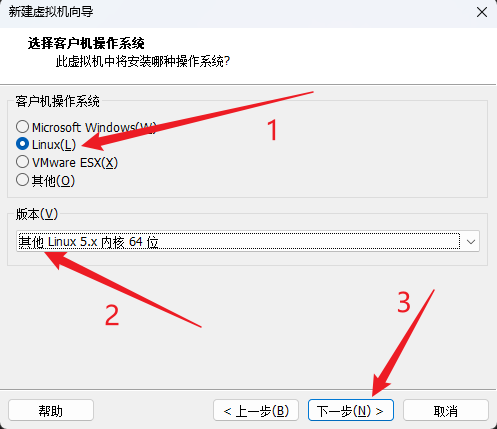 新建虚拟机向导
选择客户机操作系统
此虚拟机中将安装哪种操作系统?
客户机操作系统
Microsoft Windows(W)
1
Linux(L)
VMware ESX(X)
其他(O)
版本(V)
其他 Linux 5.x 内核 64 位
2
3
帮助
< 上一步(B)
下一步(N) >
取消